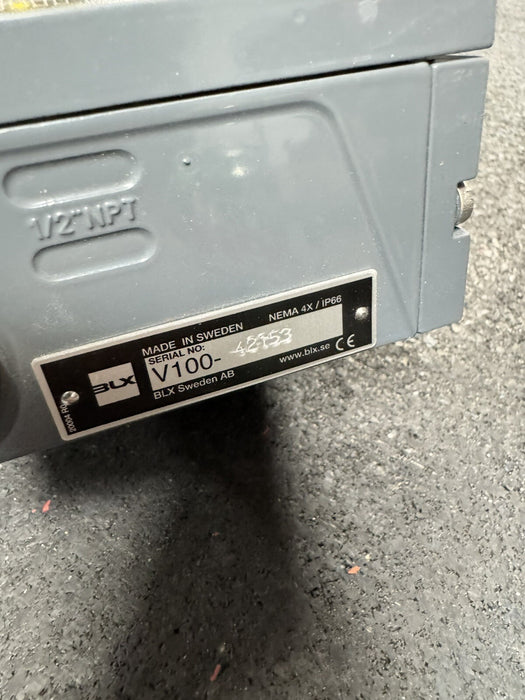 1/2"NPT
MADE IN SWEDEN NEMA 4X / IP66
SERIAL NO:
V100-
BLX
BLX Sweden AB www.blx.se CE